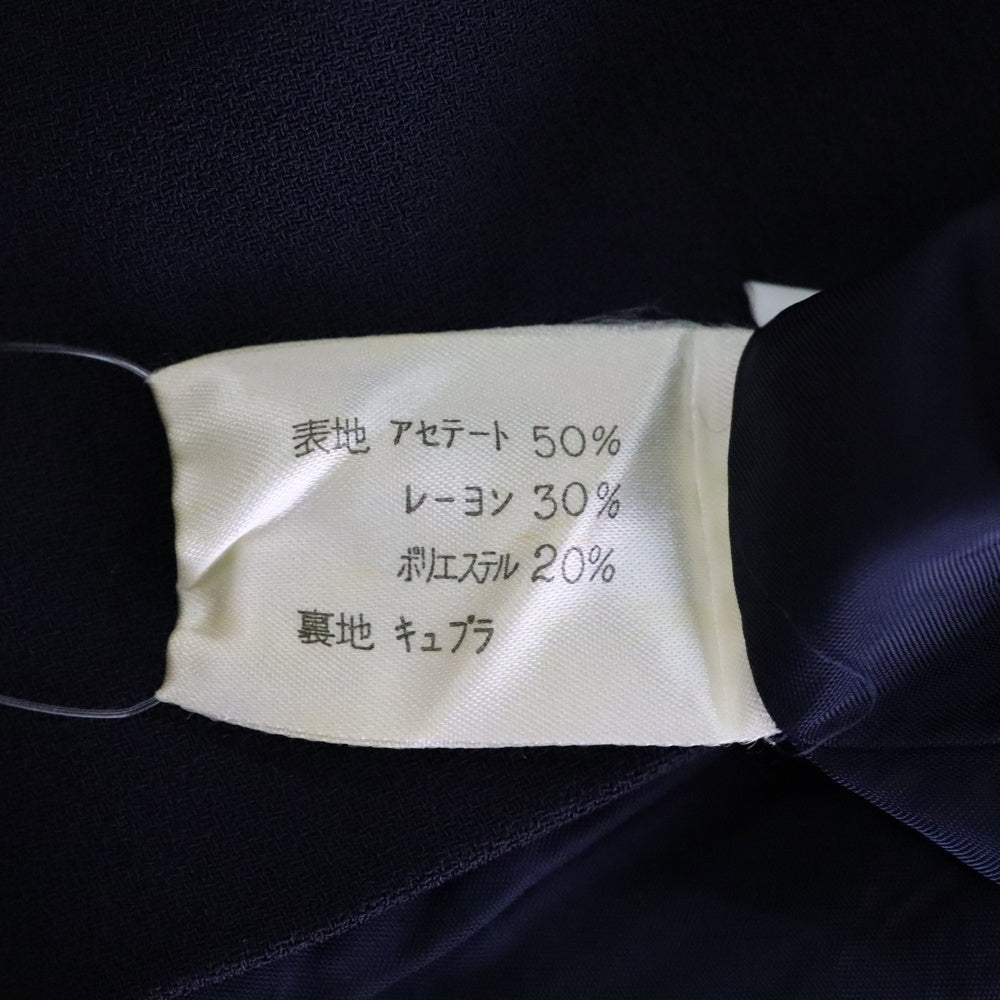 表地 アセテート 50%
レーヨン 30%
ポリエステル 20%
裏地 キュプラ